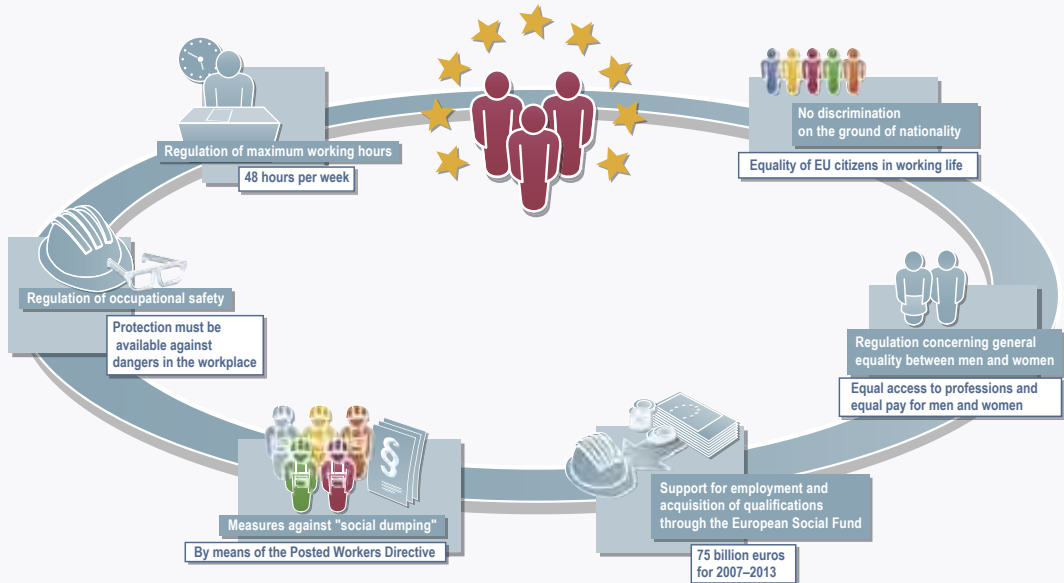 Regulation of maximum working hours
48 hours per week
No discrimination
on the ground of nationality
Equality of EU citizens in working life
Regulation of occupational safety
Protection must be
available against
dangers in the workplace
Regulation concerning general
equality between men and women
Equal access to professions and
equal pay for men and women
§
Measures against "social dumping"
By means of the Posted Workers Directive
Support for employment and
acquisition of qualifications
through the European Social Fund
75 billion euros
for 2007–2013